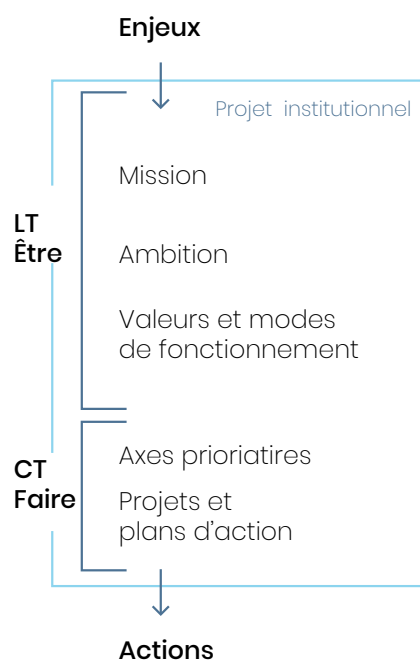 Enjeux
Projet institutionnel
Mission
LT
Être
Ambition
Valeurs et modes
de fonctionnement
CT
Faire
Axes prioriatires
Projets et
plans d'action
Actions